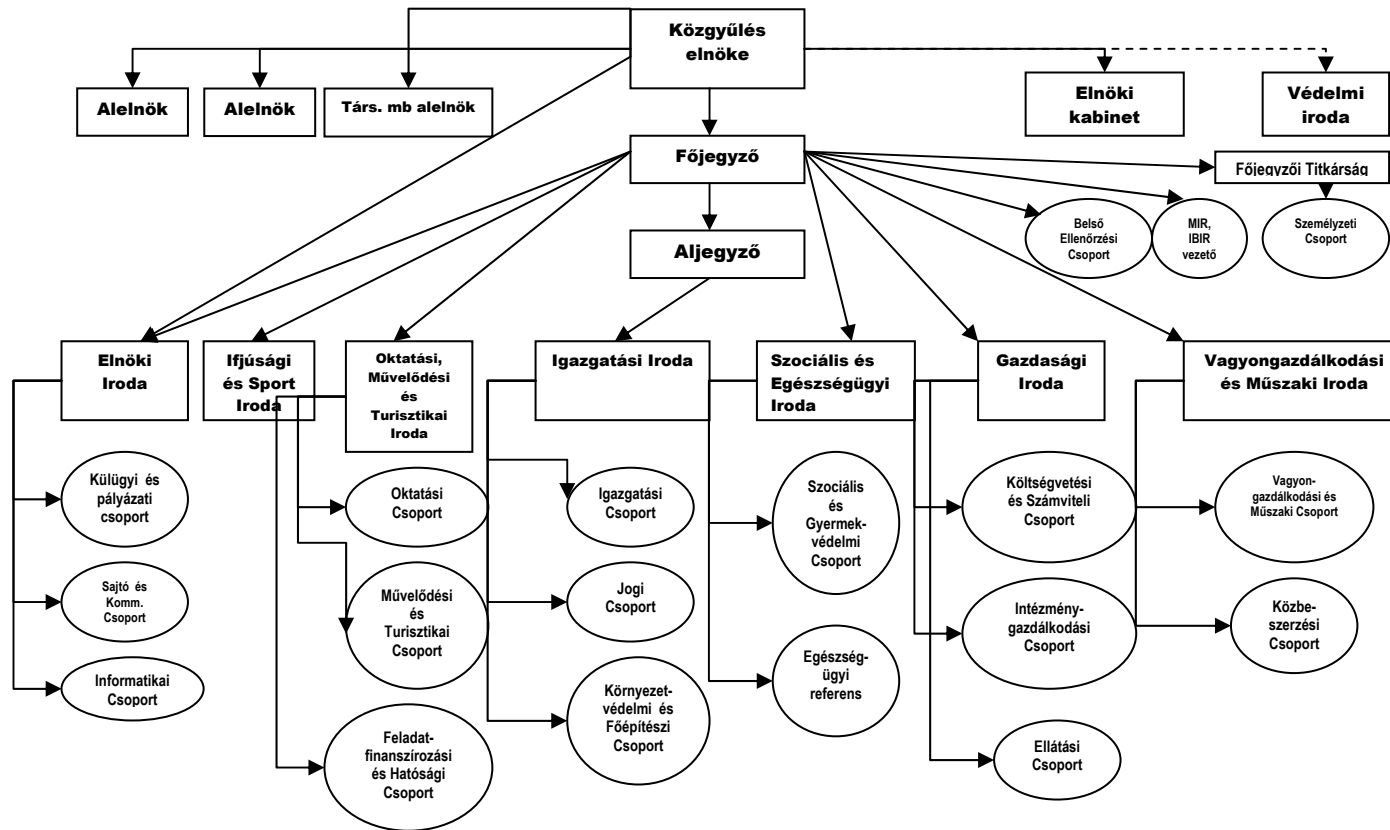 Közgyűlés
elnöke
Alelnök
Alelnök
Társ. mb alelnök
Elnöki
kabinet
Védelmi
iroda
Főjegyző
Főjegyzői Titkárság
Belső
Ellenőrzési
Csoport
MIR,
IBIR
vezető
Személyzeti
Csoport
Aljegyző
Elnöki
Iroda
Ifjúsági
és Sport
Iroda
Oktatási,
Művelődési
és
Turisztikai
Iroda
Igazgatási Iroda
Szociális és
Egészségügyi
Iroda
Gazdasági
Iroda
Vagyongazdálkodási
és Műszaki Iroda
Külügyi és
pályázati
csoport
Sajtó és
Komm.
Csoport
Informatikai
Csoport
Oktatási
Csoport
Művelődési
és
Turisztikai
Csoport
Feladat-
finanszírozási
és Hatósági
Csoport
Igazgatási
Csoport
Jogi
Csoport
Környezet-
védelmi és
Főépítészi
Csoport
Szociális
és
Gyermek-
védelmi
Csoport
Egészség-
ügyi
referens
Költségvetési
és Számviteli
Csoport
Intézmény-
gazdálkodási
Csoport
Ellátási
Csoport
Vagyon-
gazdálkodási és
Műszaki Csoport
Közbe-
szerzési
Csoport